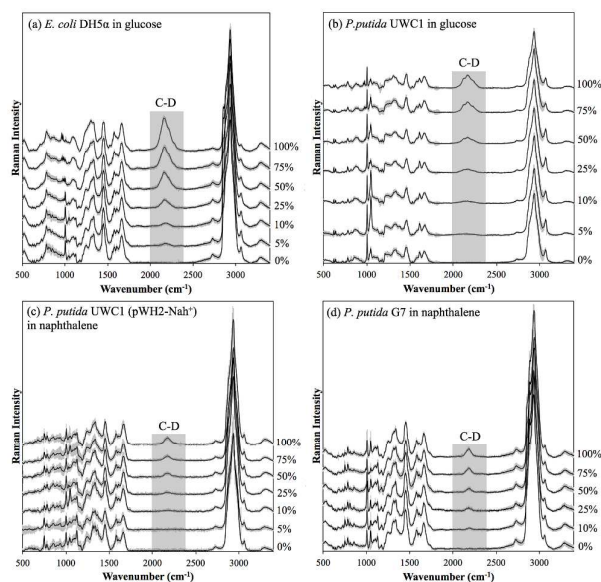 (a) E. coli DH5α in glucose
C-D
100%
75%
50%
25%
10%
5%
0%
500 1000 1500 2000 2500 3000
Raman Intensity
Wavenumber (cm⁻¹)
(b) P.putida UWC1 in glucose
C-D
100%
75%
50%
25%
10%
5%
0%
500 1000 1500 2000 2500 3000
Raman Intensity
Wavenumber (cm⁻¹)
(c) P. putida UWC1 (pWH2-Nah⁺)
in naphthalene
C-D
100%
75%
50%
25%
10%
5%
0%
500 1000 1500 2000 2500 3000
Raman Intensity
Wavenumber (cm⁻¹)
(d) P. putida G7 in naphthalene
C-D
100%
75%
50%
25%
10%
0%
500 1000 1500 2000 2500 3000
Raman Intensity
Wavenumber (cm⁻¹)